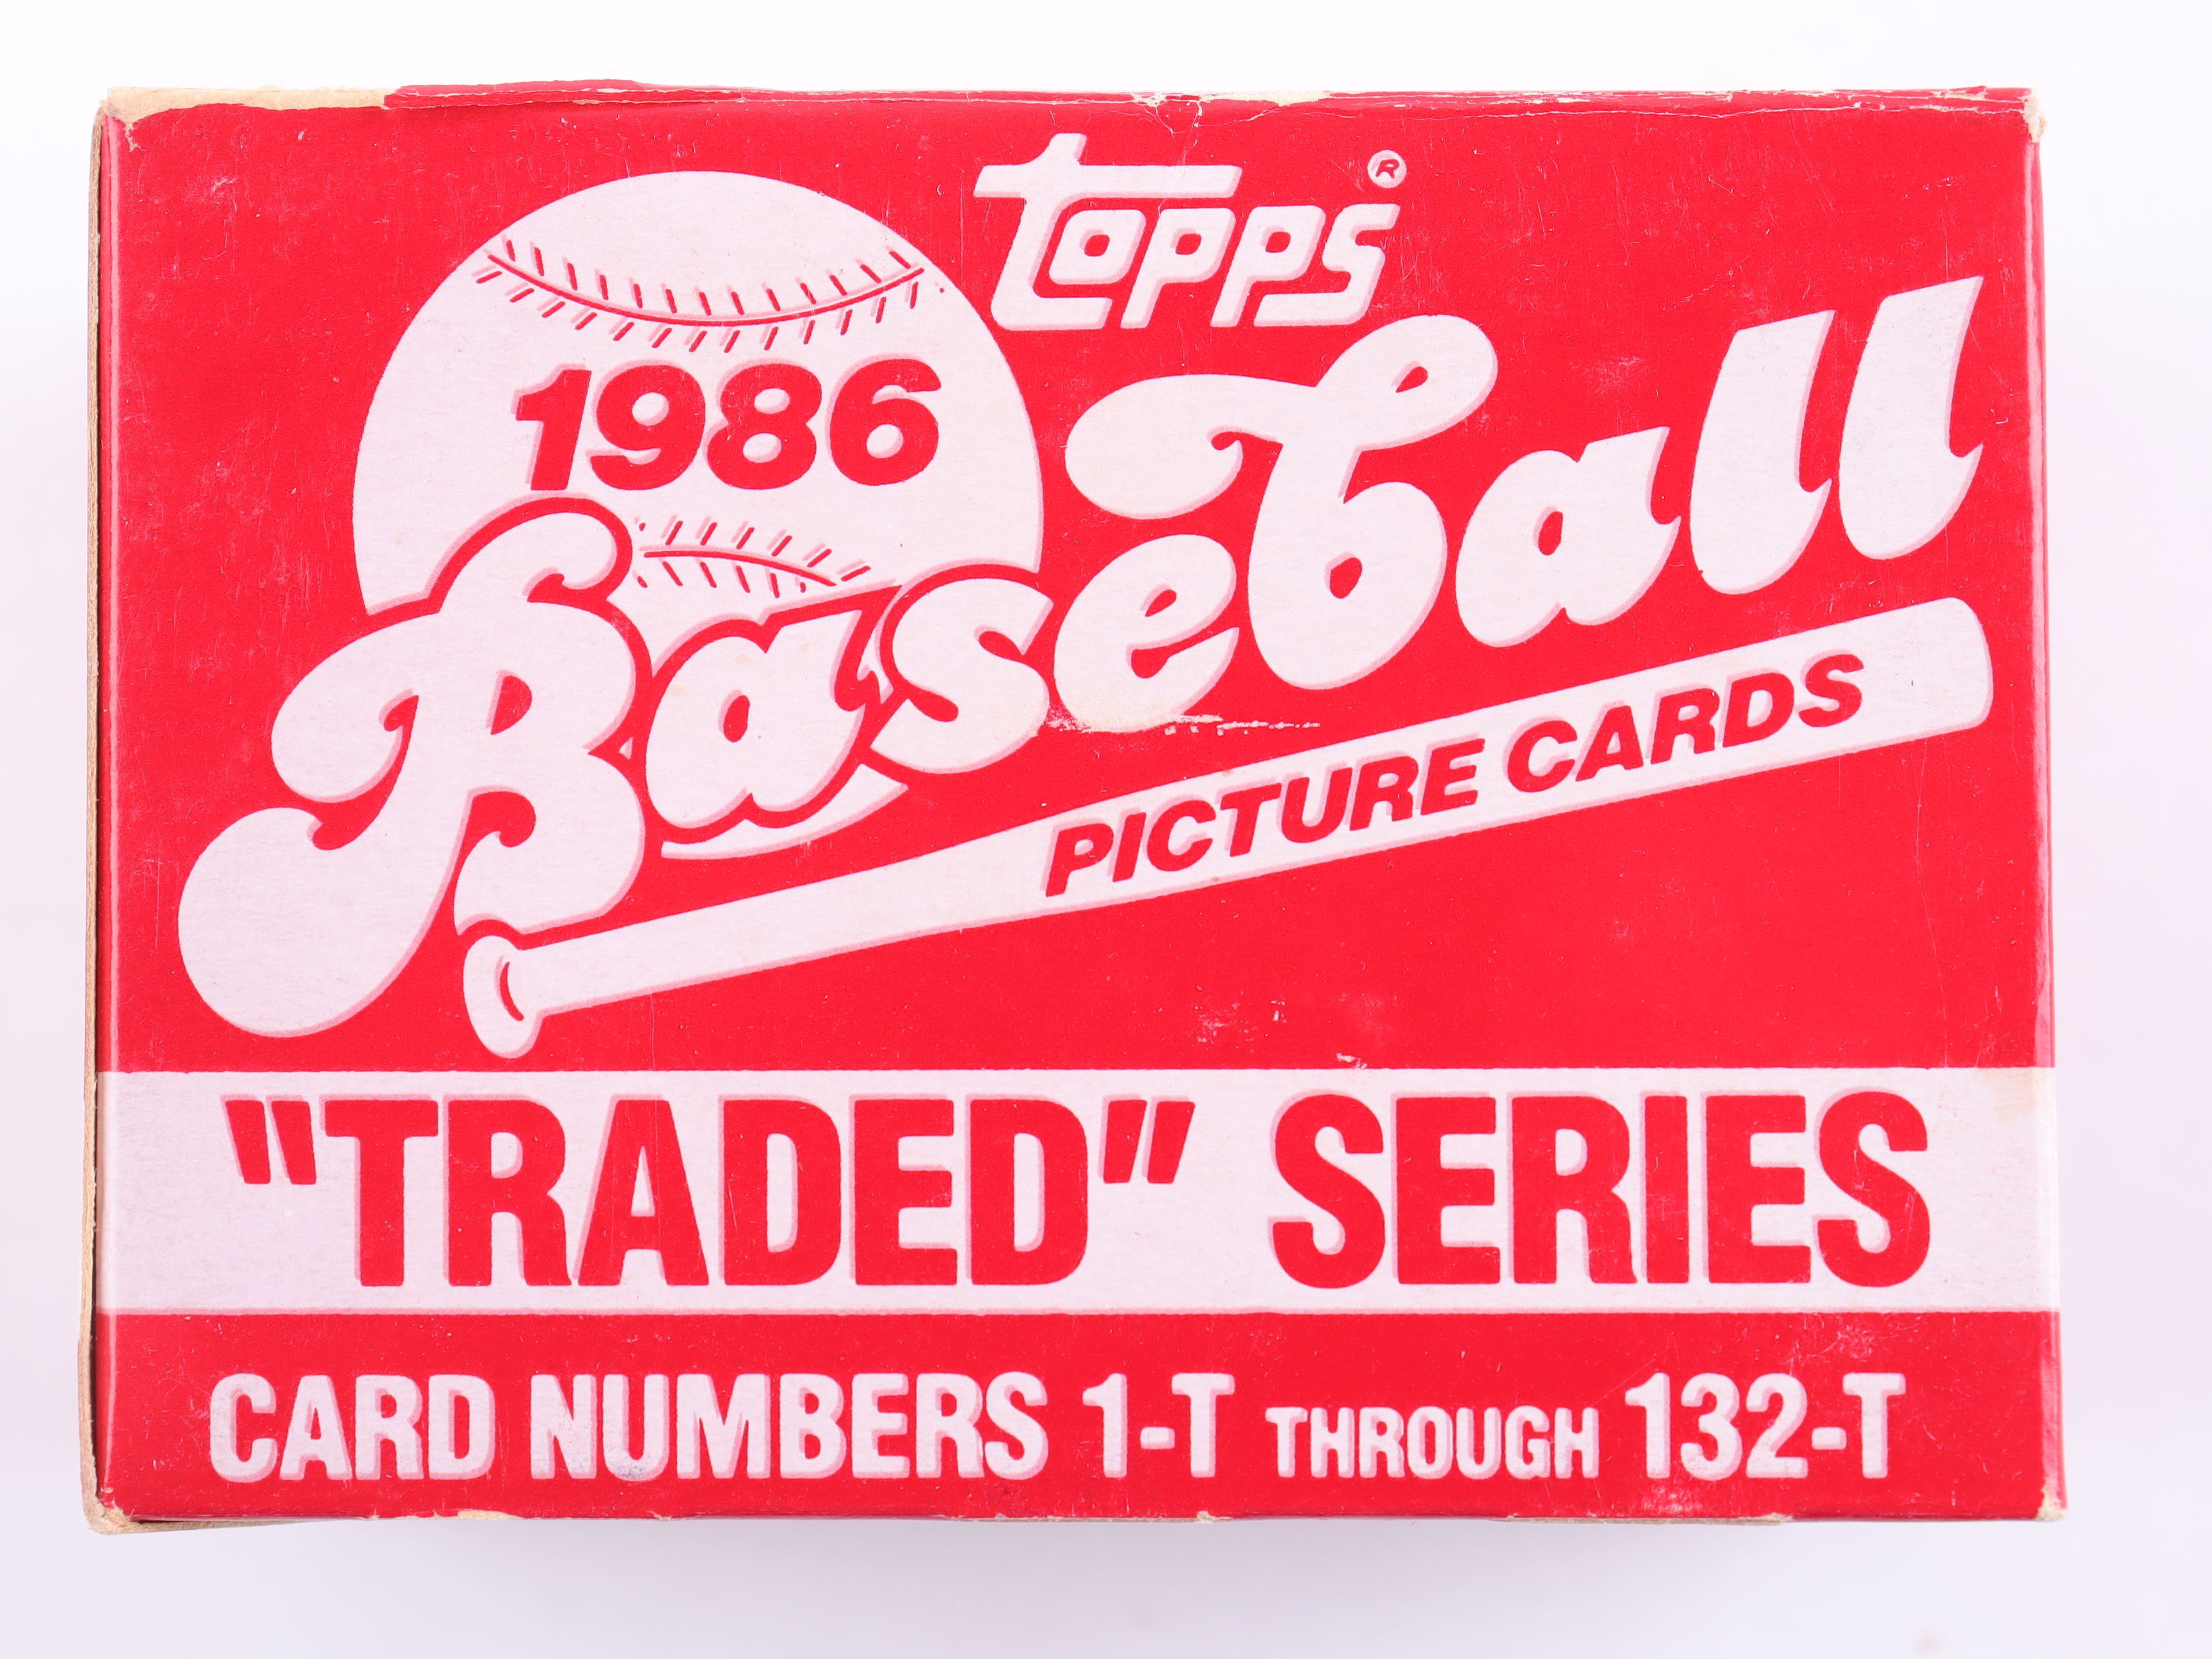 topps®
1986
Baseball
PICTURE CARDS
"TRADED" SERIES
CARD NUMBERS 1-T THROUGH 132-T